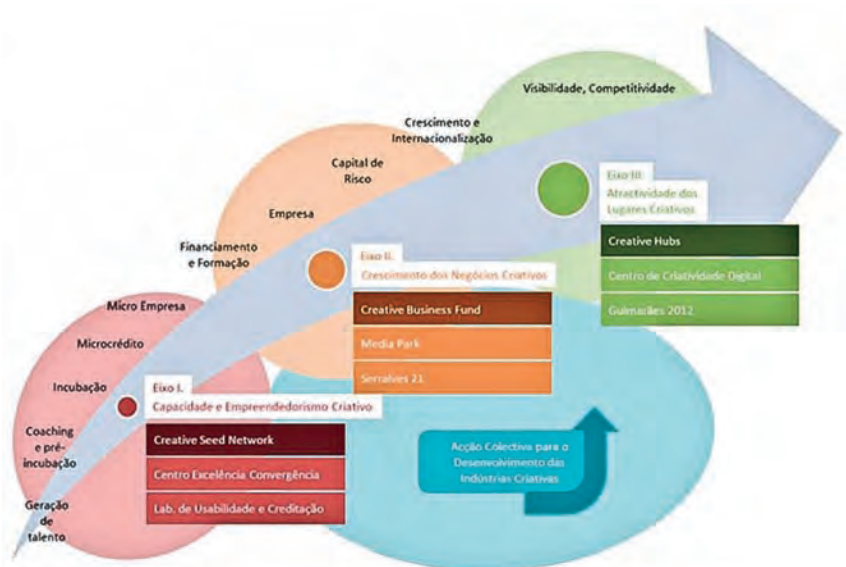 Visibilidade, Competitividade
Crescimento e
Internacionalização
Capital de
Risco
Empresa
Financiamento
e Formação
Micro Empresa
Microcrédito
Incubação
Coaching
e pré-
incubação
Geração
de
talento
Eixo I.
Capacidade e Empreendedorismo Criativo
Creative Seed Network
Centro Excelência Convergência
Lab. de Usabilidade e Creditação
Eixo II.
Crescimento dos Negócios Criativos
Creative Business Fund
Media Park
Serralves 21
Eixo III.
Atractividade dos
Lugares Criativos
Creative Hubs
Centro de Criatividade Digital
Guimarães 2012
Acção Colectiva para o
Desenvolvimento das
Indústrias Criativas